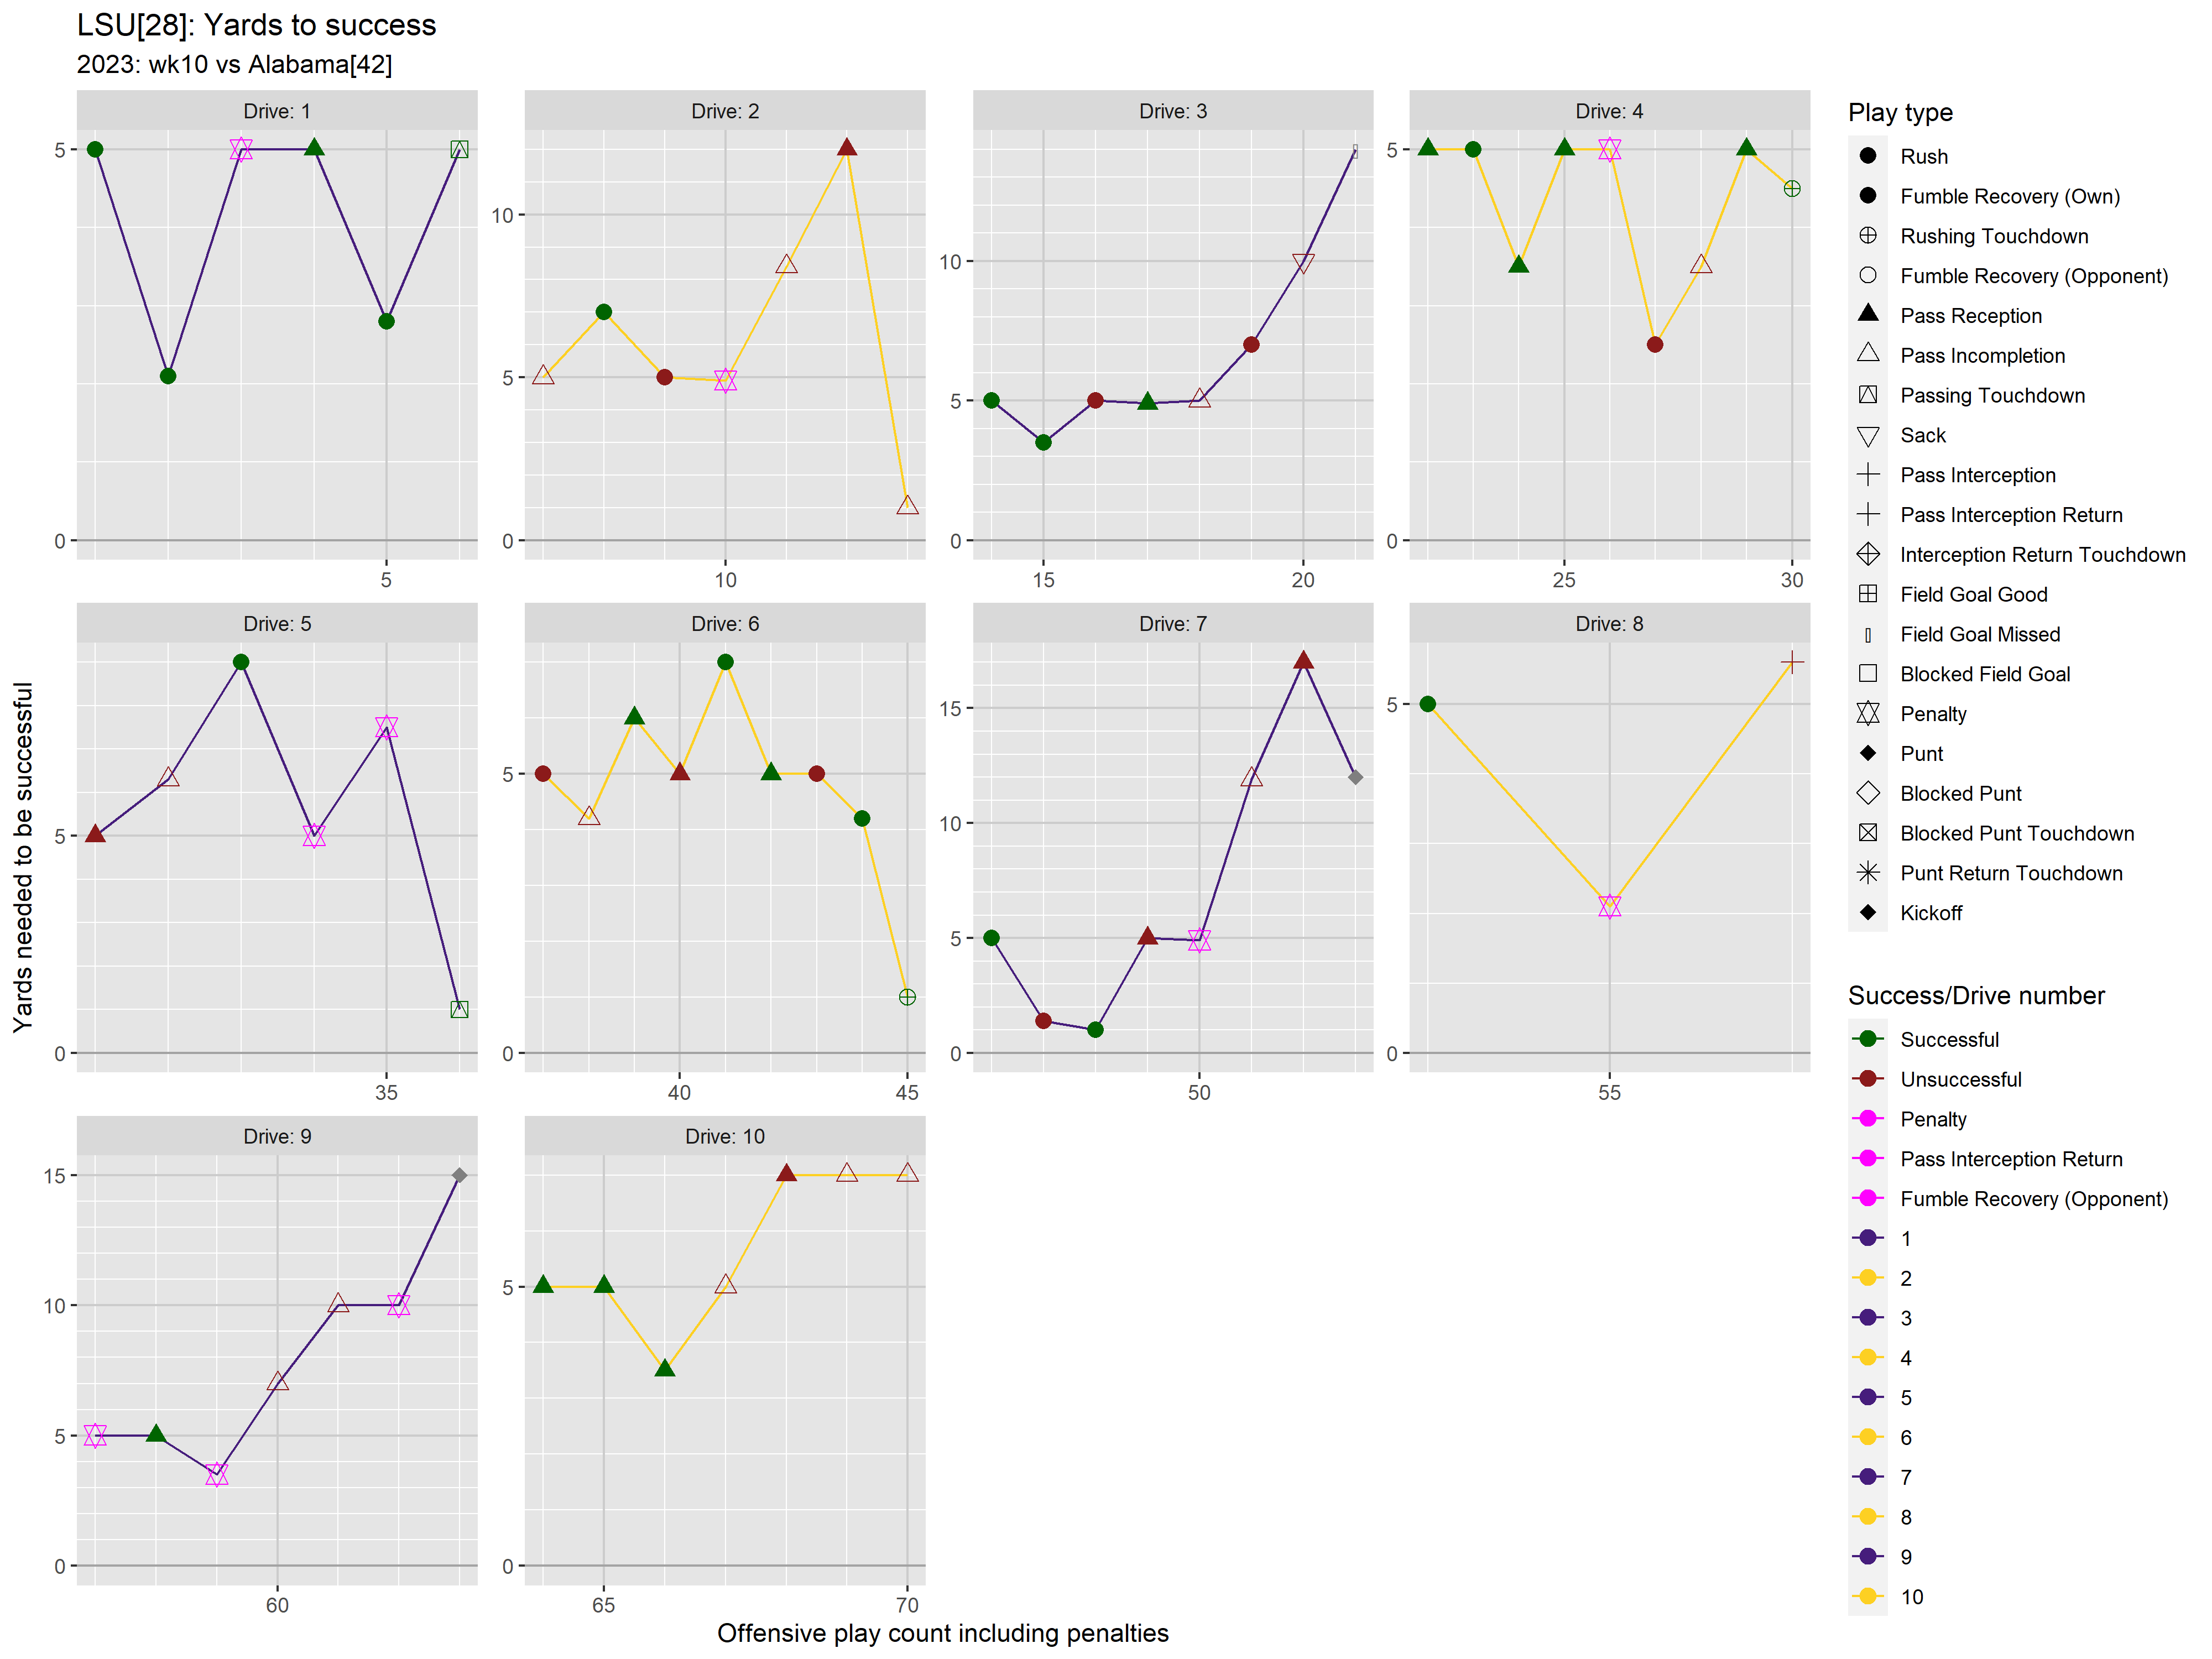 LSU[28]: Yards to success
2023: wk10 vs Alabama[42]
Drive: 1
Drive: 2
Drive: 3
Drive: 4
5
0
5
10
5
0
10
10
5
0
15
20
5
0
25
30
Drive: 5
Drive: 6
Drive: 7
Drive: 8
5
0
35
5
0
40
45
15
10
5
0
50
5
0
55
Drive: 9
Drive: 10
15
10
5
0
60
5
0
65
70
Yards needed to be successful
Offensive play count including penalties
Play type
Rush
Fumble Recovery (Own)
Rushing Touchdown
Fumble Recovery (Opponent)
Pass Reception
Pass Incompletion
Passing Touchdown
Sack
Pass Interception
Pass Interception Return
Interception Return Touchdown
Field Goal Good
Field Goal Missed
Blocked Field Goal
Penalty
Punt
Blocked Punt
Blocked Punt Touchdown
Punt Return Touchdown
Kickoff
Success/Drive number
Successful
Unsuccessful
Penalty
Pass Interception Return
Fumble Recovery (Opponent)
1
2
3
4
5
6
7
8
9
10